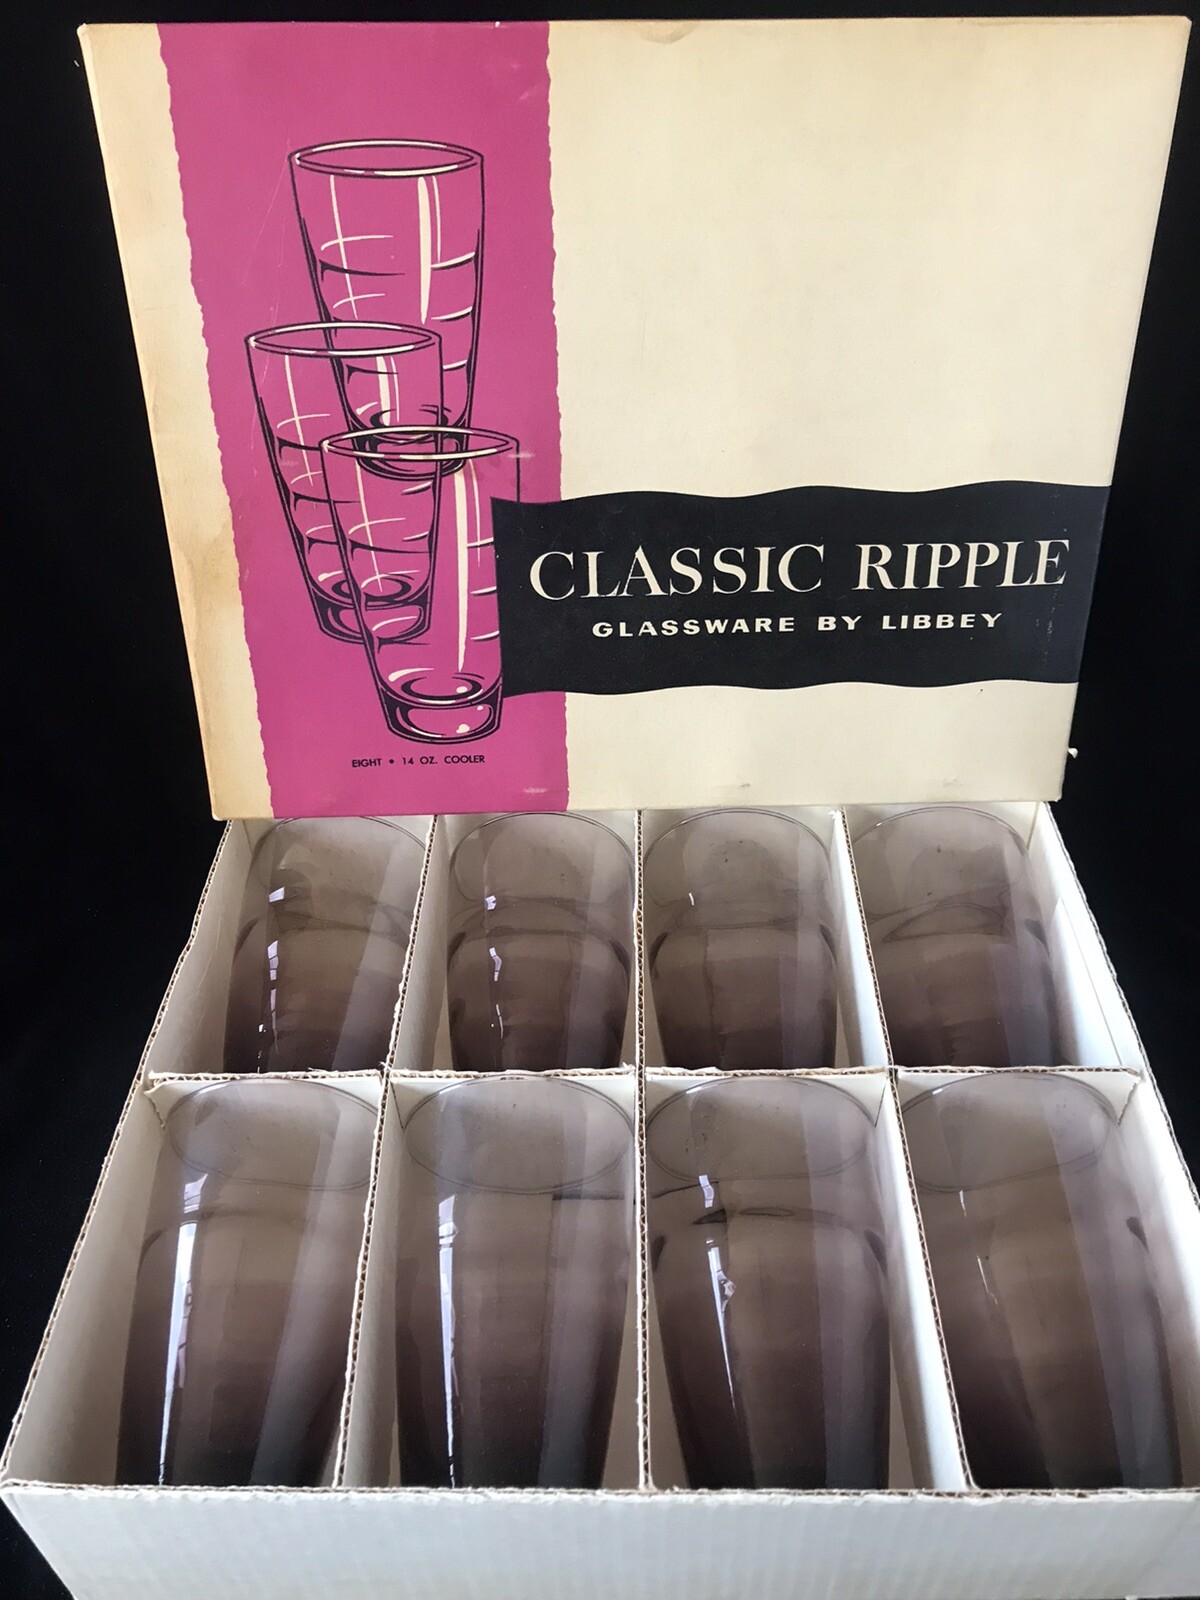 CLASSIC RIPPLE
GLASSWARE BY LIBBEY
EIGHT • 14 OZ. COOLER